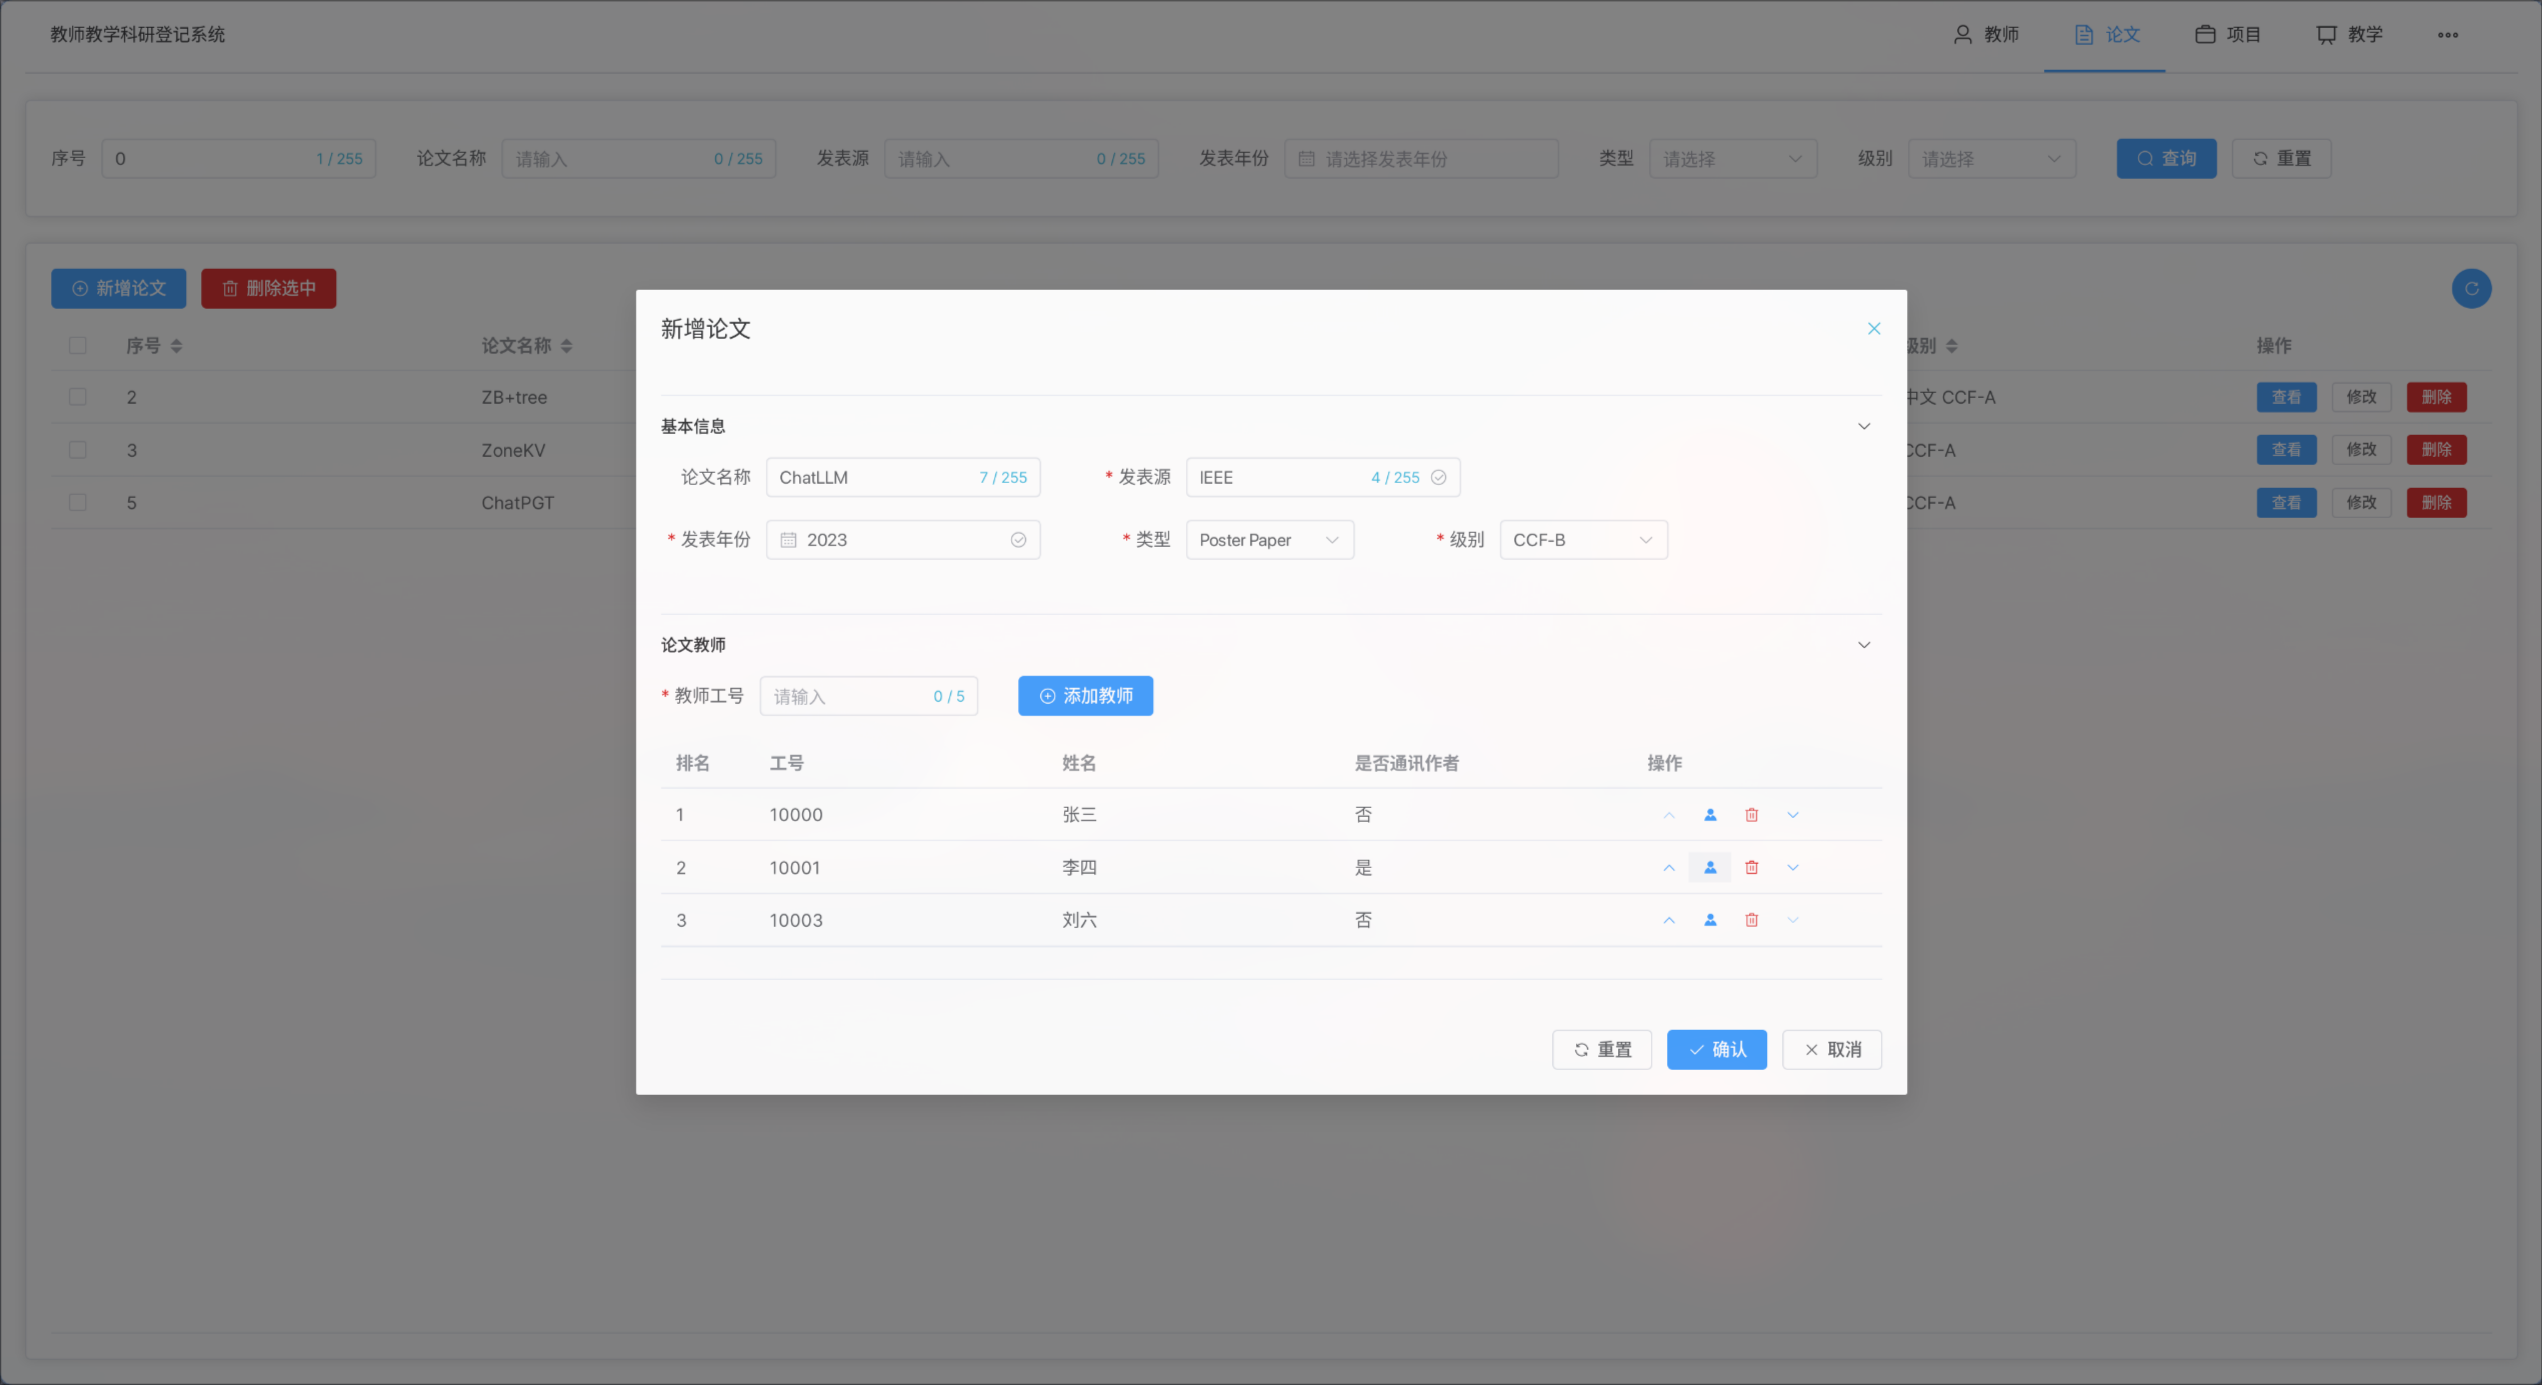 教师教学科研登记系统 教师 论文 项目 教学
序号 0 1 / 255 论文名称 请输入 0 / 255 发表源 请输入 0 / 255 发表年份 请选择发表年份 类型 请选择 级别 请选择 查询 重置
新增论文 删除选中
序号 论文名称 级别 操作
2 ZB+tree 中文 CCF-A 查看 修改 删除
3 ZoneKV CCF-A 查看 修改 删除
5 ChatPGT CCF-A 查看 修改 删除
新增论文
基本信息
论文名称 ChatLLM 7 / 255 * 发表源 IEEE 4 / 255
* 发表年份 2023 * 类型 Poster Paper * 级别 CCF-B
论文教师
* 教师工号 请输入 0 / 5 添加教师
排名 工号 姓名 是否通讯作者 操作
1 10000 张三 否
2 10001 李四 是
3 10003 刘六 否
重置 确认 取消